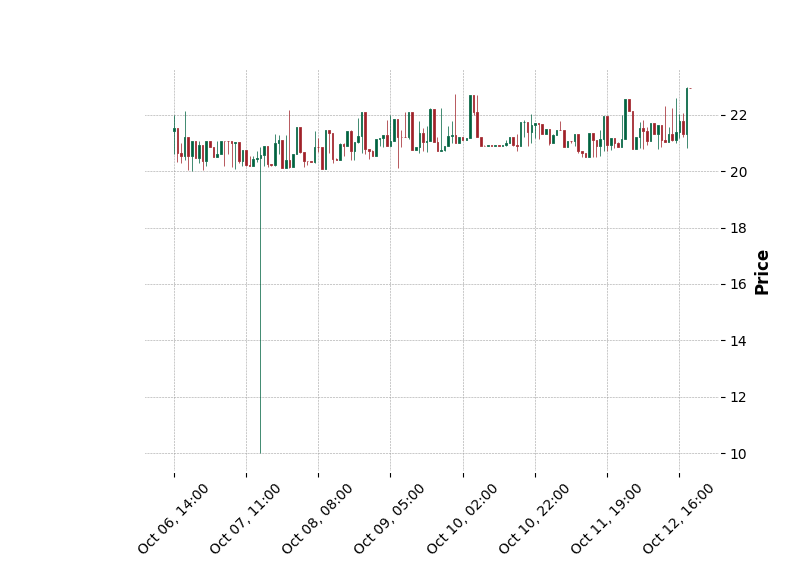 22
20
18
16
14
12
10
Price
Oct 06, 14:00
Oct 07, 11:00
Oct 08, 08:00
Oct 09, 05:00
Oct 10, 02:00
Oct 10, 22:00
Oct 11, 19:00
Oct 12, 16:00